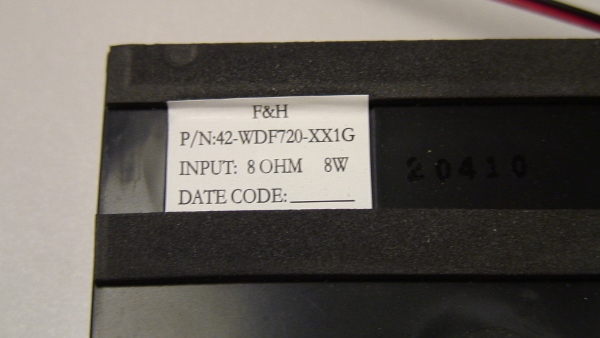 F&H
P/N:42-WDF720-XX1G
INPUT: 8 OHM 8W
DATE CODE:
20410